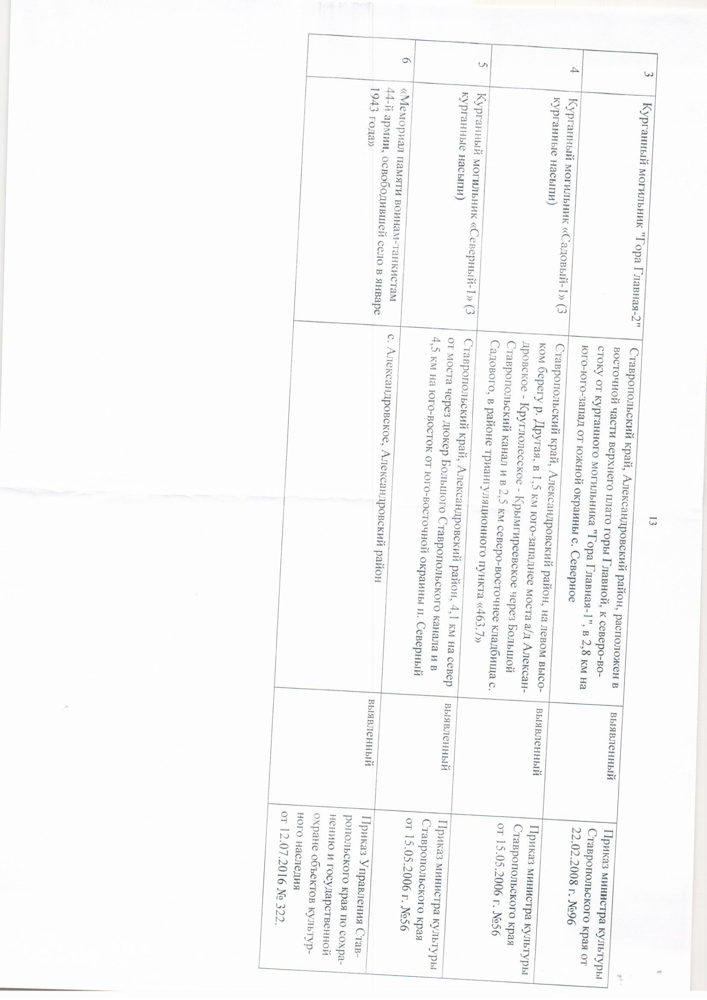 13
3
Курганный могильник "Гора Главная-2"
Ставропольский край, Александровский район, расположен в
восточной части верхнего плато горы Главной, к северо-во-
стоку от курганного могильника "Гора Главная-1", в 2,8 км на
юго-юго-запад от южной окраины с. Северное
выявленный
Приказ министра культуры
Ставропольского края от
22.02.2008 г. №96
4
Курганный могильник «Садовый-1» (3
курганные насыпи)
Ставропольский край, Александровский район, на левом высо-
ком берегу р. Другая, в 1,5 км юго-западнее моста а/д Алексан-
дровское - Круглолесское - Крымгиреевское через Большой
Ставропольский канал и в 2,5 км северо-восточнее кладбища с.
Садового, в районе триангуляционного пункта «463.7»
выявленный
Приказ министра культуры
Ставропольского края
от 15.05.2006 г. №56
5
Курганный могильник «Северный-1» (3
курганные насыпи)
Ставропольский край, Александровский район, 4,1 км на север
от моста через дюкер Большого Ставропольского канала и в
4,5 км на юго-восток от юго-восточной окраины п. Северный
выявленный
Приказ министра культуры
Ставропольского края
от 15.05.2006 г. №56
6
«Мемориал памяти воинам-танкистам
44-й армии, освободившей село в январе
1943 года»
с. Александровское, Александровский район
выявленный
Приказ Управления Став-
ропольского края по сохра-
нению и государственной
охране объектов культур-
ного наследия
от 12.07.2016 № 322.